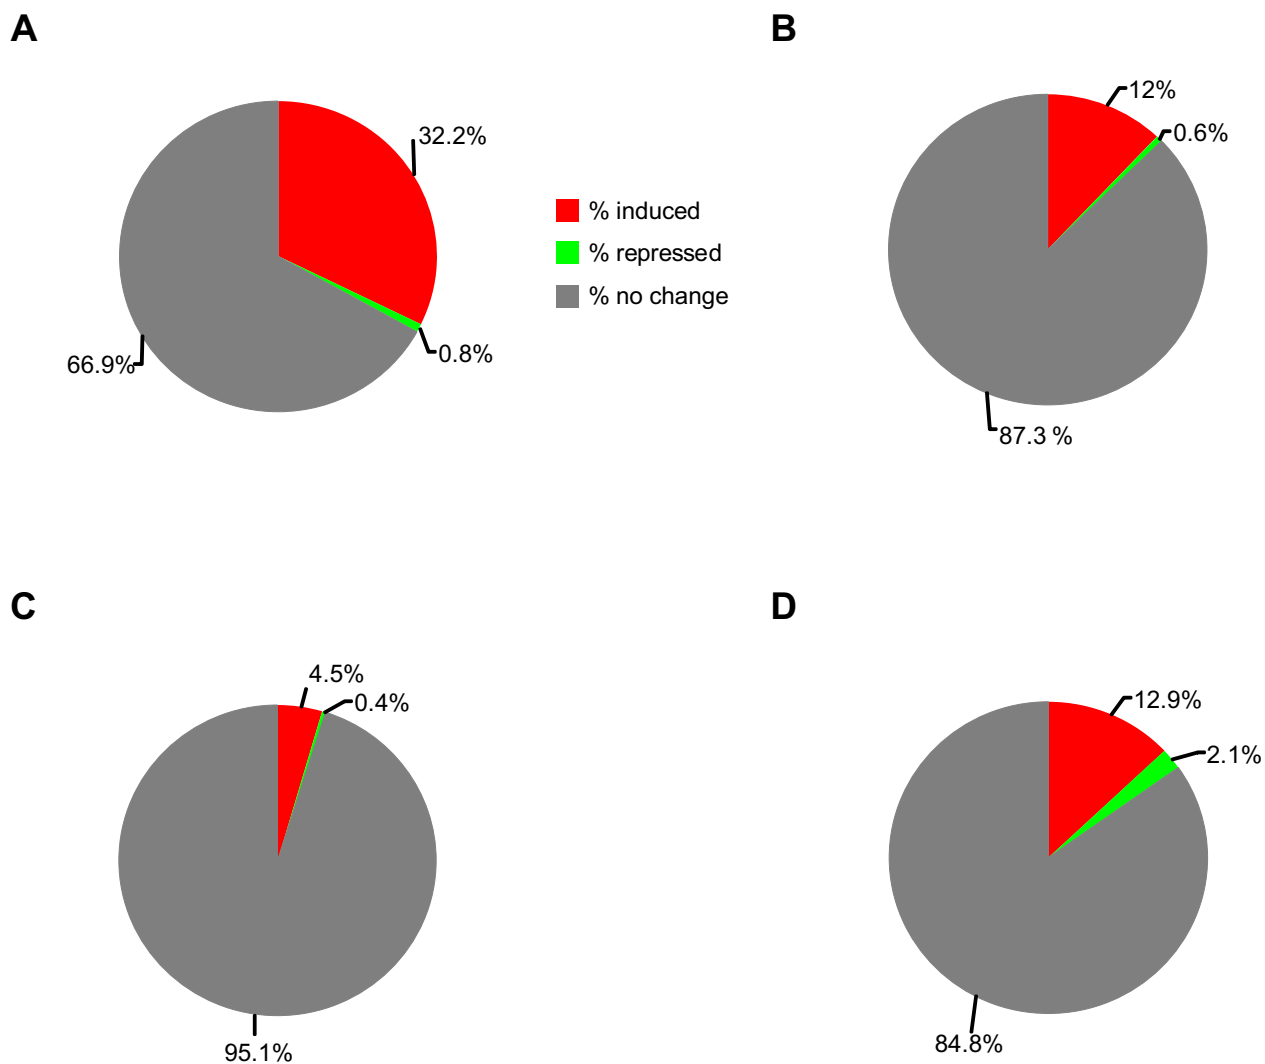 A
B
32.2%
0.8%
66.9%
% induced
% repressed
% no change
12%
0.6%
87.3 %
C
D
4.5%
0.4%
95.1%
12.9%
2.1%
84.8%